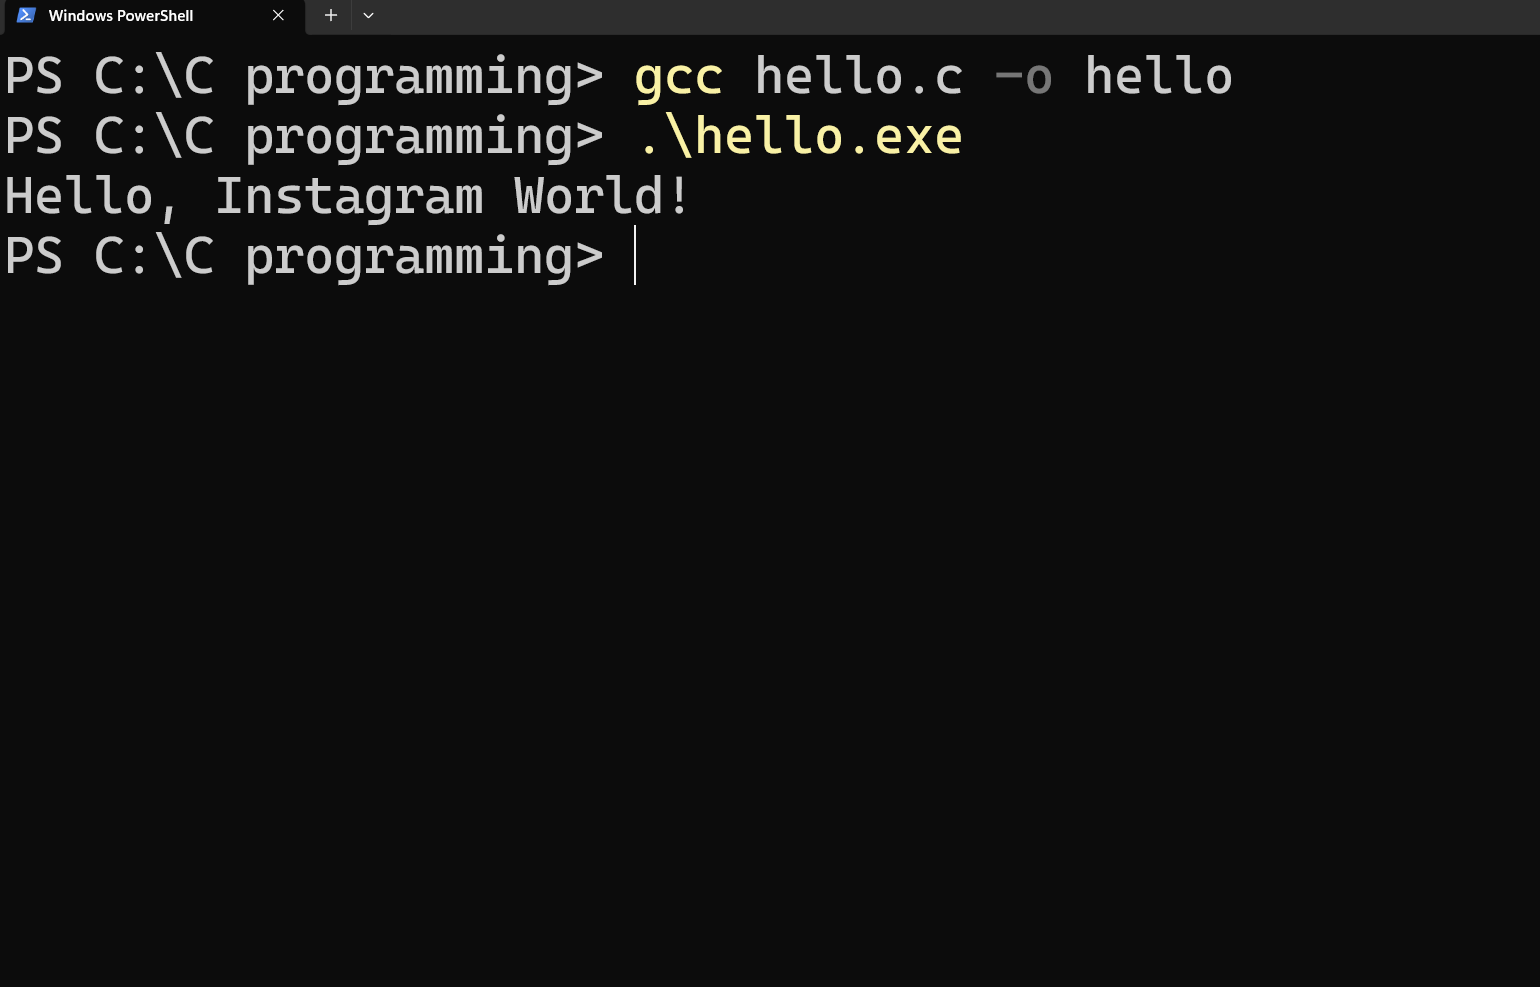 Windows PowerShell
PS C:\C programming> gcc hello.c -o hello
PS C:\C programming> .\hello.exe
Hello, Instagram World!
PS C:\C programming>